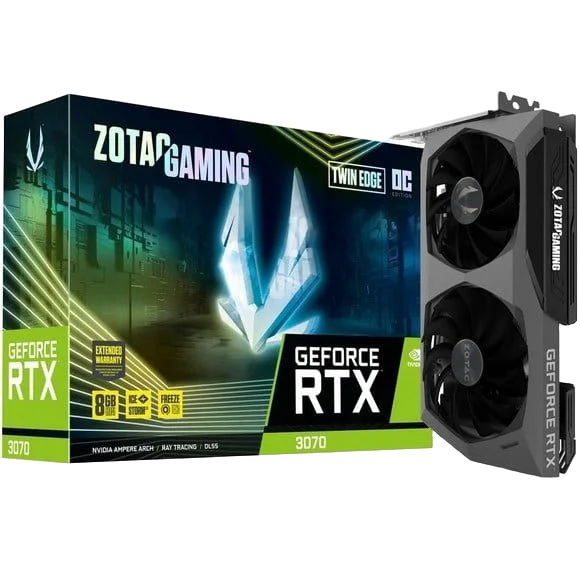 ZOTAC GAMING
TWIN EDGE
OC
EDITION
GEFORCE
RTX
3070
EXTENDED
WARRANTY
8GB
ICE
STORM
FREEZE
NVIDIA AMPERE ARCH / RAY TRACING / DLSS
GEFORCE
RTX
3070
ZOTAC GAMING
ZOTAC
GEFORCE RTX